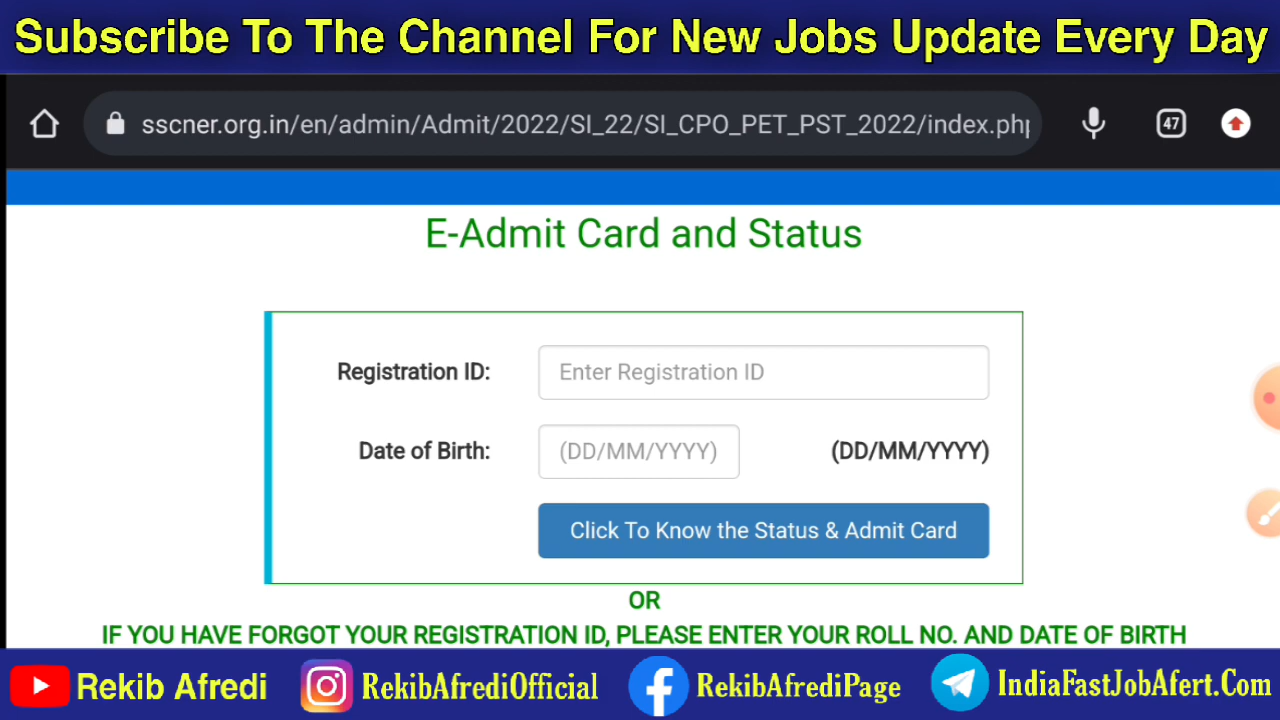 Subscribe To The Channel For New Jobs Update Every Day
sscner.org.in/en/admin/Admit/2022/SI_22/SI_CPO_PET_PST_2022/index.php
47
E-Admit Card and Status
Registration ID: Enter Registration ID
Date of Birth: (DD/MM/YYYY) (DD/MM/YYYY)
Click To Know the Status & Admit Card
OR
IF YOU HAVE FORGOT YOUR REGISTRATION ID, PLEASE ENTER YOUR ROLL NO. AND DATE OF BIRTH
Rekib Afredi RekibAfrediOfficial RekibAfrediPage IndiaFastJobAfert.Com